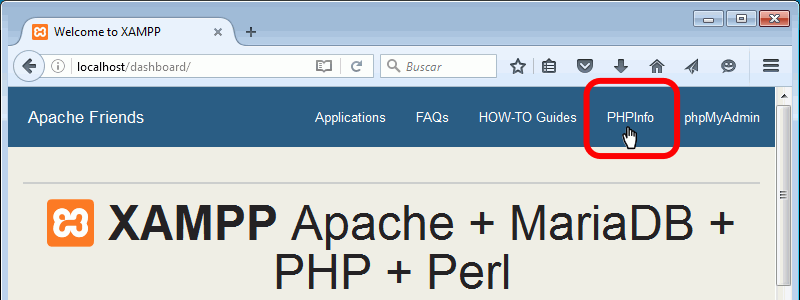 Welcome to XAMPP
localhost/dashboard/
Buscar
Apache Friends Applications FAQs HOW-TO Guides PHPInfo phpMyAdmin
XAMPP Apache + MariaDB +
PHP + Perl